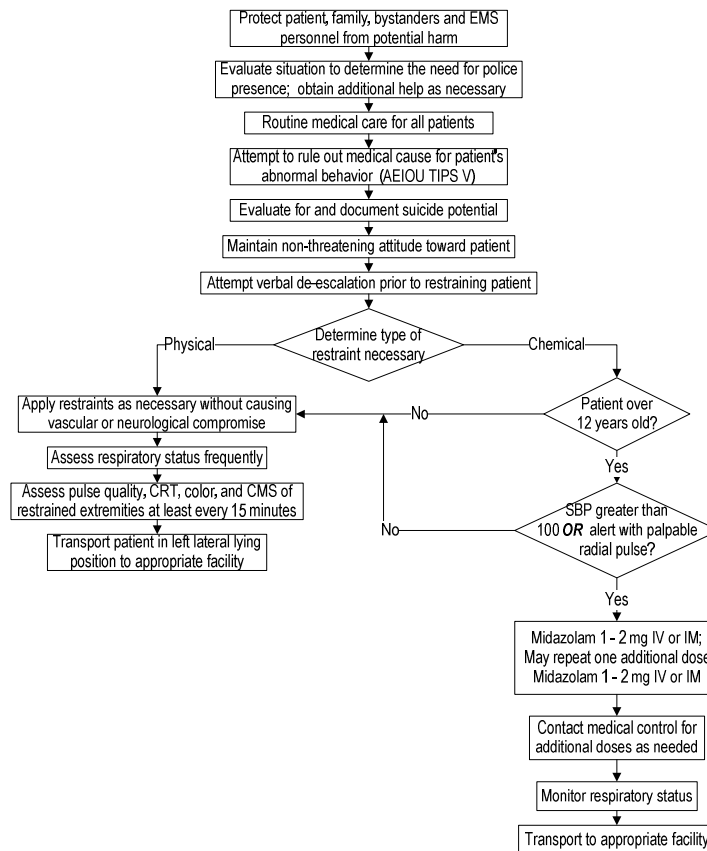 Protect patient, family, bystanders and EMS
personnel from potential harm
Evaluate situation to determine the need for police
presence; obtain additional help as necessary
Routine medical care for all patients
Attempt to rule out medical cause for patient's
abnormal behavior (AEIOU TIPS V)
Evaluate for and document suicide potential
Maintain non-threatening attitude toward patient
Attempt verbal de-escalation prior to restraining patient
Determine type of
restraint necessary
Physical
Chemical
Apply restraints as necessary without causing
vascular or neurological compromise
Assess respiratory status frequently
Assess pulse quality, CRT, color, and CMS of
restrained extremities at least every 15 minutes
Transport patient in left lateral lying
position to appropriate facility
Patient over
12 years old?
No
Yes
SBP greater than
100 OR alert with palpable
radial pulse?
No
Yes
Midazolam 1 - 2 mg IV or IM;
May repeat one additional dose
Midazolam 1 - 2 mg IV or IM
Contact medical control for
additional doses as needed
Monitor respiratory status
Transport to appropriate facility